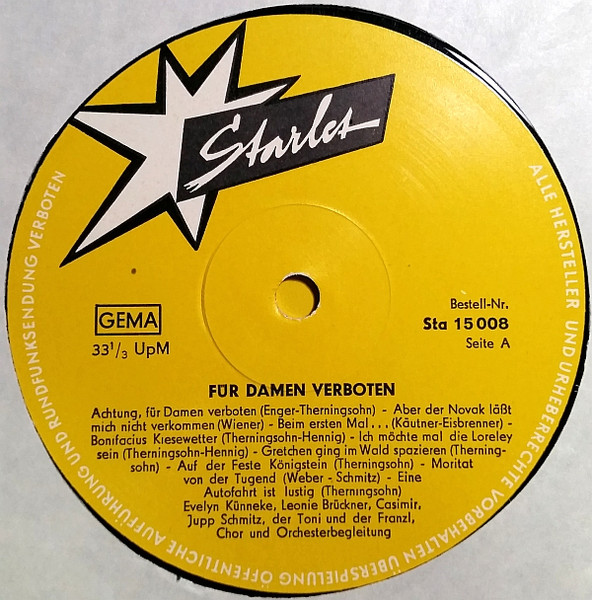 Starlet
ALLE HERSTELLER UND URHEBERRECHTE VORBEHALTEN ÜBERSPIELUNG ÖFFENTLICHE AUFFÜHRUNG UND RUNDFUNKSENDUNG VERBOTEN
GEMA
33 1/3 UpM
Bestell-Nr.
Sta 15 008
Seite A
FÜR DAMEN VERBOTEN
Achtung, für Damen verboten (Enger-Therningsohn) - Aber der Novak läßt
mich nicht verkommen (Wiener) - Beim ersten Mal . . . (Käutner-Eisbrenner) -
Bonifacius Kiesewetter (Therningsohn-Hennig) - Ich möchte mal die Loreley
sein (Therningsohn-Hennig) - Gretchen ging im Wald spazieren (Therning-
sohn) - Auf der Feste Königstein (Therningsohn) - Moritat
von der Tugend (Weber - Schmitz) - Eine
Autofahrt ist lustig (Therningsohn)
Evelyn Künneke, Leonie Brückner, Casimir,
Jupp Schmitz, der Toni und der Franzl,
Chor und Orchesterbegleitung